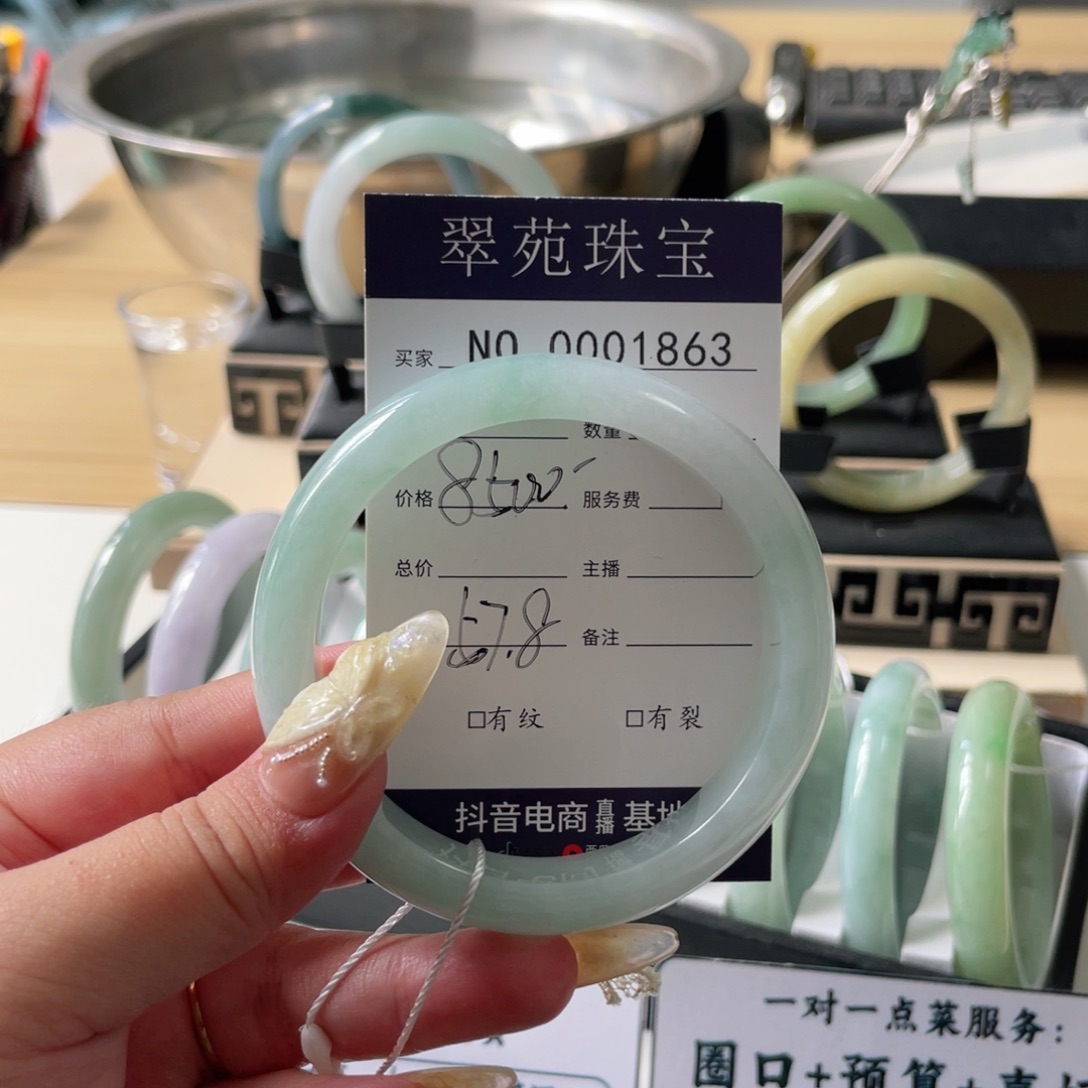 翠苑珠宝
买家 NO 0001863
数量
价格 8500- 服务费
总价 主播
57.8 备注
□有纹 □有裂
抖音电商直播基地
一对一点菜服务:
圈口+预算+